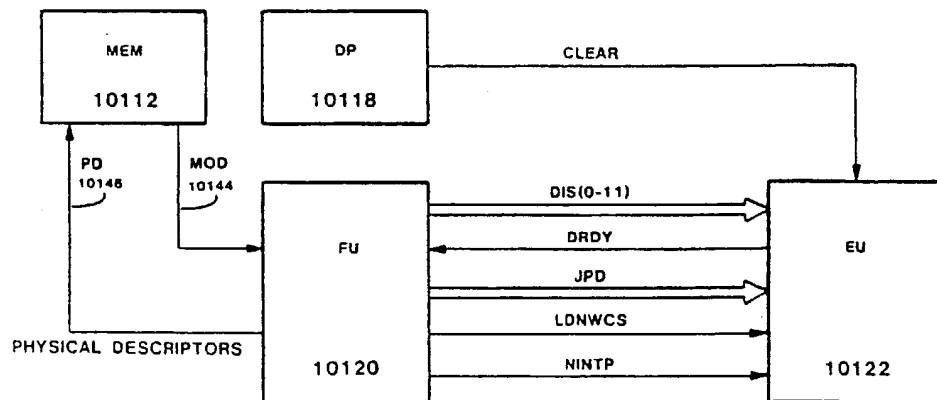 MEM
10112
DP
10118
CLEAR
PD
10146
MOD
10144
FU
10120
DIS(0-11)
DRDY
JPD
LDNWCS
NINTP
EU
10122
PHYSICAL DESCRIPTORS